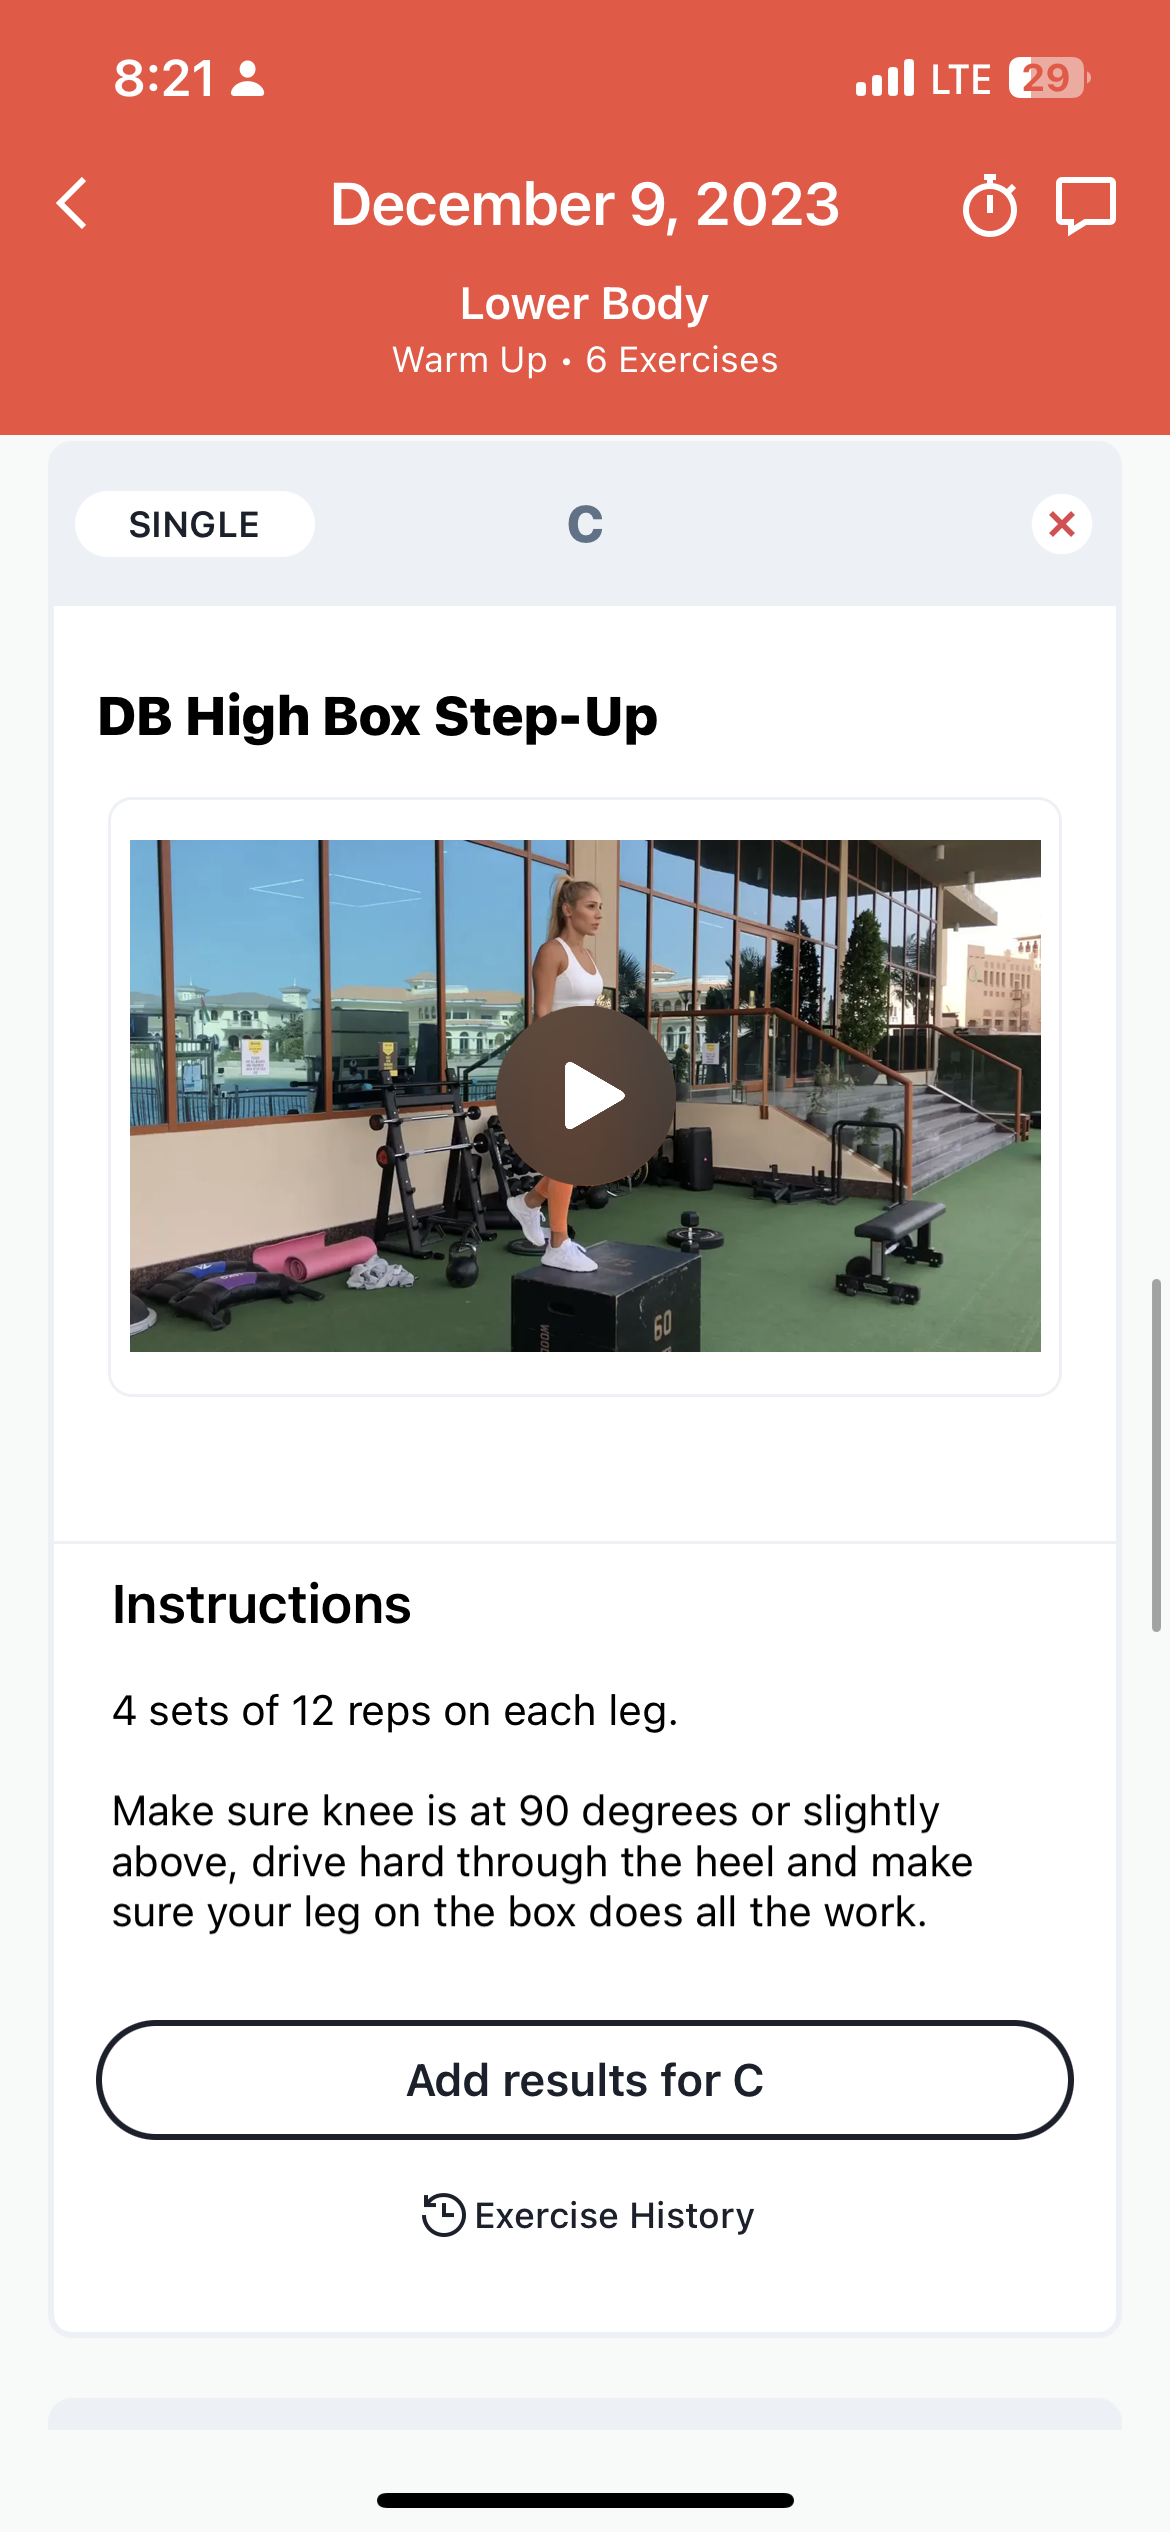 8:21
LTE 29
December 9, 2023
Lower Body
Warm Up • 6 Exercises
SINGLE
C
DB High Box Step-Up
60
Instructions
4 sets of 12 reps on each leg.
Make sure knee is at 90 degrees or slightly
above, drive hard through the heel and make
sure your leg on the box does all the work.
Add results for C
Exercise History